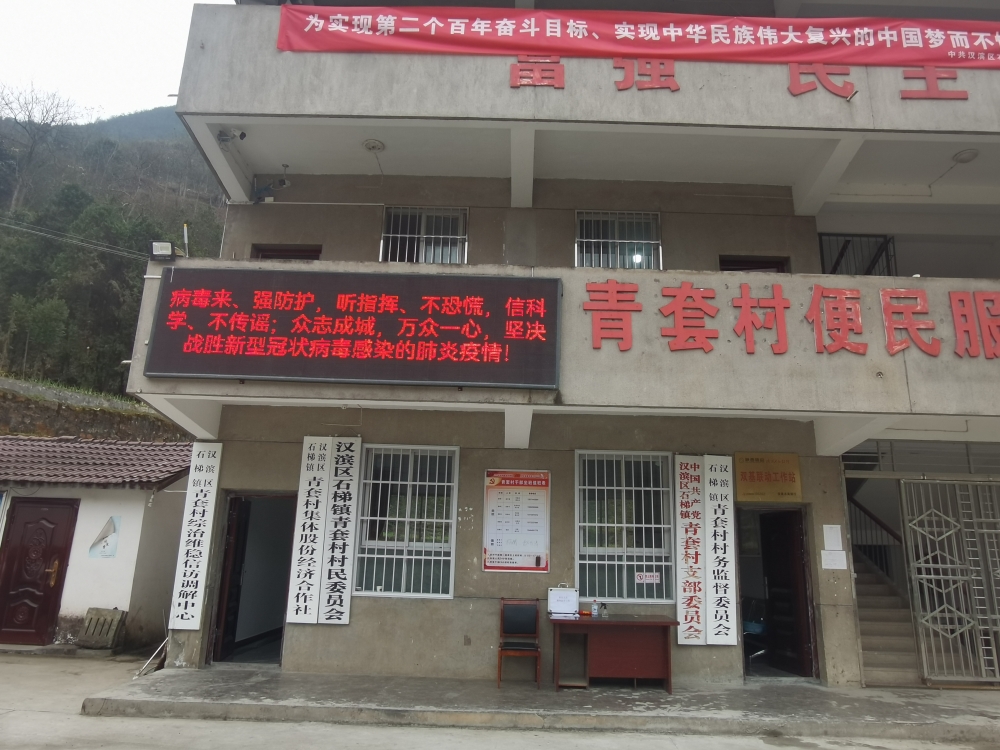 为实现第二个百年奋斗目标、实现中华民族伟大复兴的中国梦而不
中共汉滨区
富强 民主
病毒来、强防护，听指挥、不恐慌，信科
学、不传谣；众志成城，万众一心，坚决
战胜新型冠状病毒感染的肺炎疫情！
青套村便民服
汉滨区石梯镇青套村综治维稳信访调解中心
汉滨区石梯镇青套村集体股份经济合作社
汉滨区石梯镇青套村村民委员会
中国共产党汉滨区石梯镇青套村支部委员会
汉滨区石梯镇青套村村务监督委员会